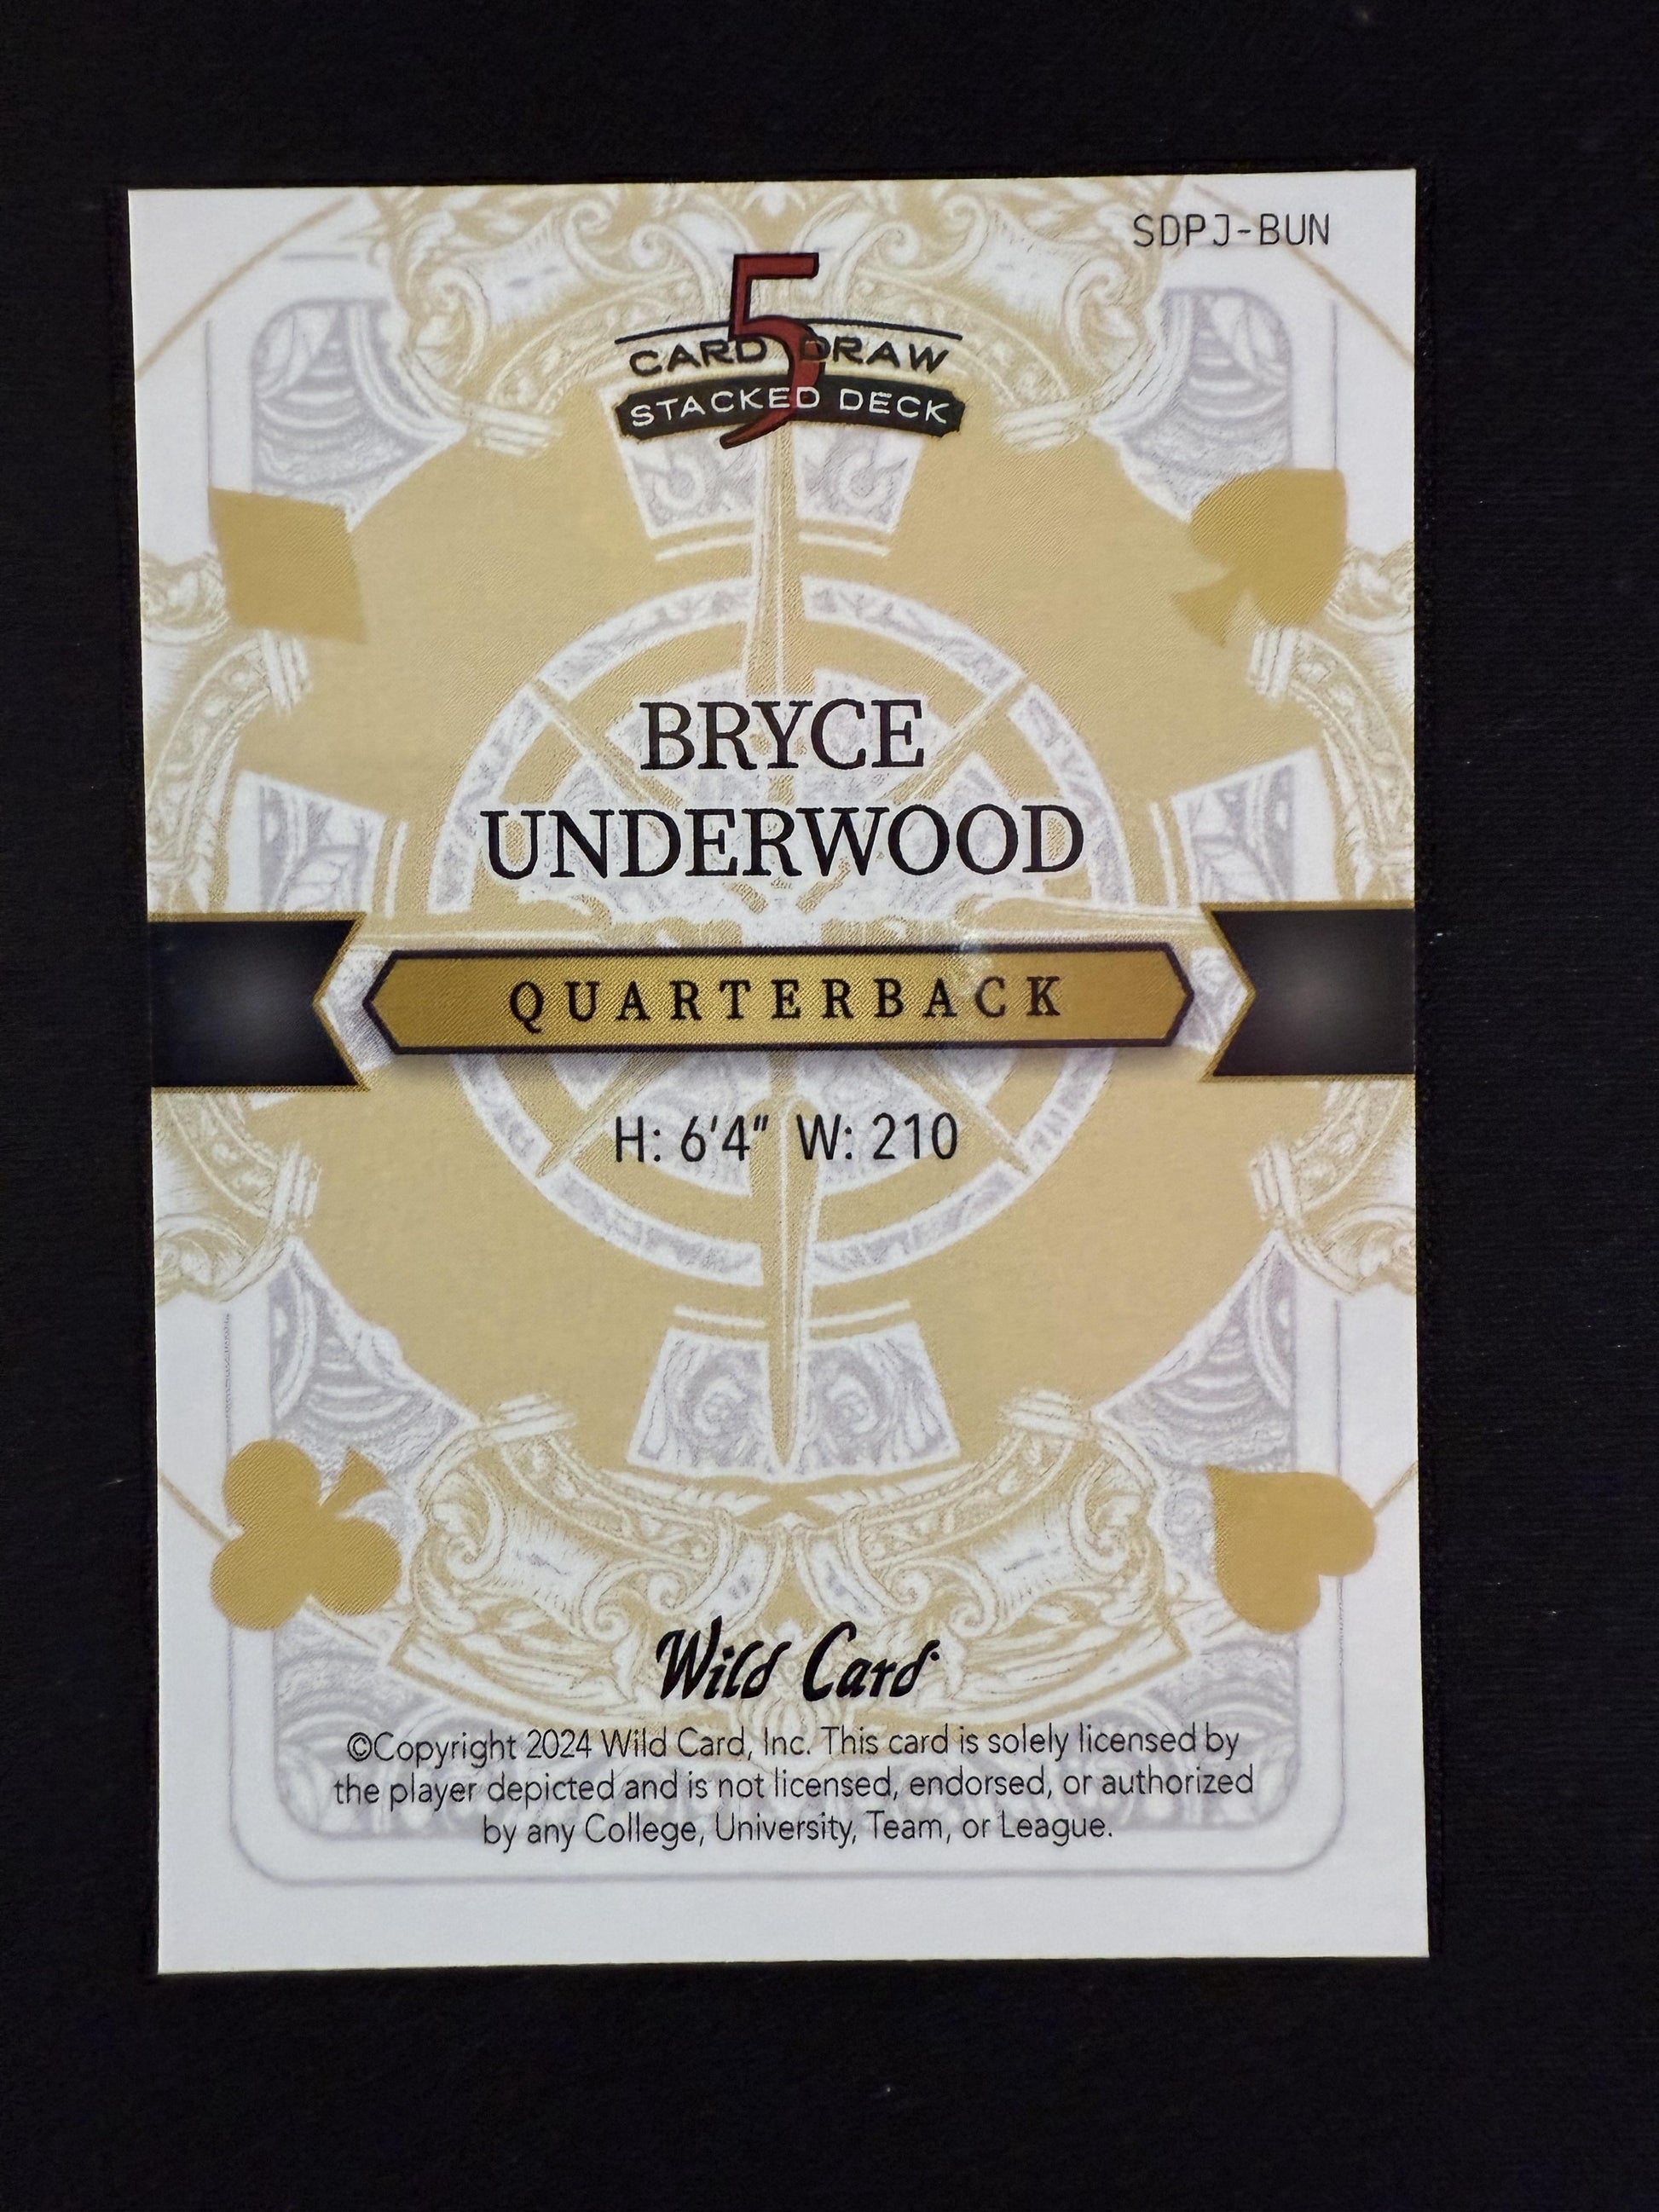 SDPJ-BUN
5
CARD DRAW
STACKED DECK
BRYCE
UNDERWOOD
QUARTERBACK
H: 6'4" W: 210
Wild Card
©Copyright 2024 Wild Card, Inc. This card is solely licensed by
the player depicted and is not licensed, endorsed, or authorized
by any College, University, Team, or League.